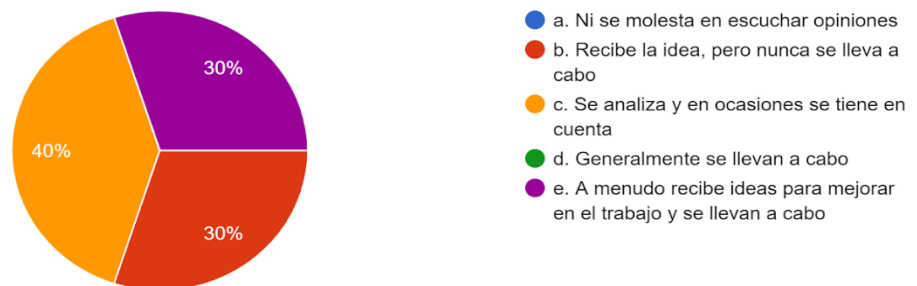 30%
40%
30%
a. Ni se molesta en escuchar opiniones
b. Recibe la idea, pero nunca se lleva a
cabo
c. Se analiza y en ocasiones se tiene en
cuenta
d. Generalmente se llevan a cabo
e. A menudo recibe ideas para mejorar
en el trabajo y se llevan a cabo